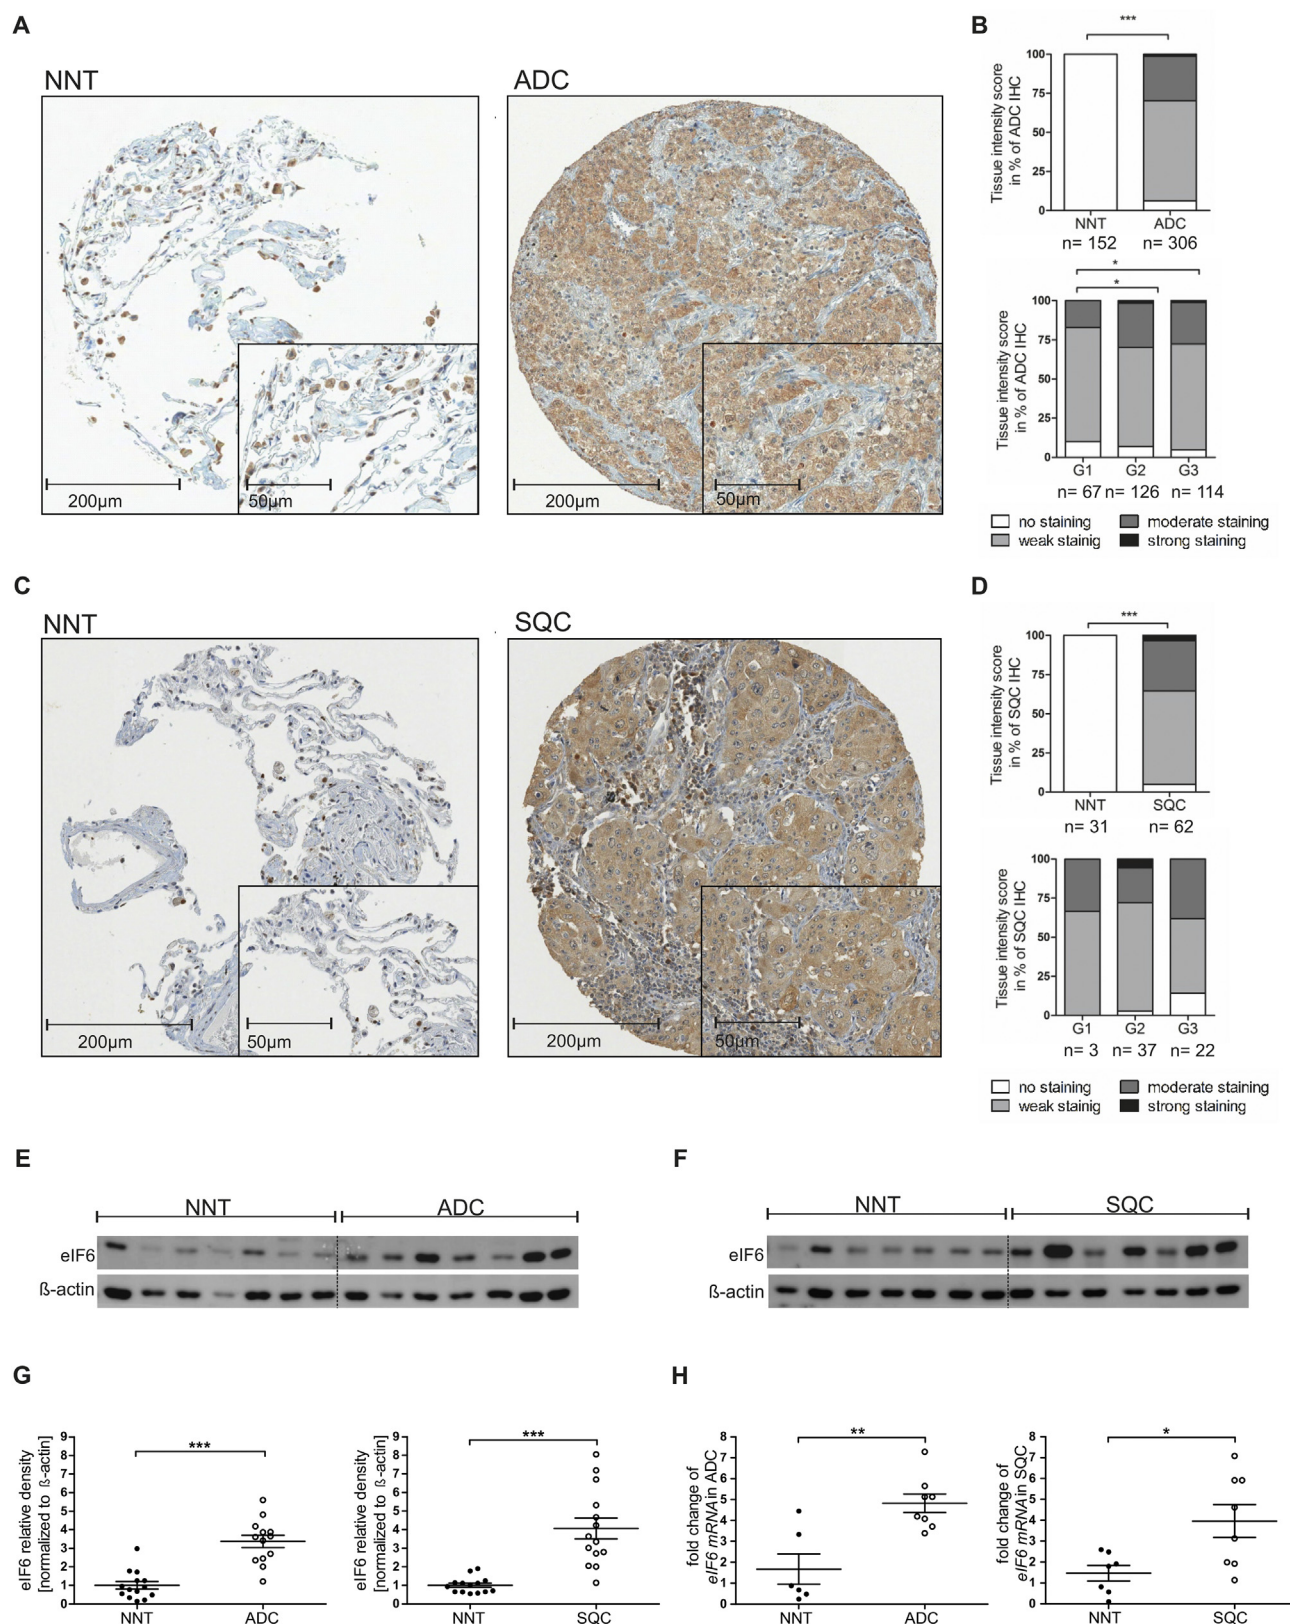 A
NNT
ADC
200µm
50µm
200µm
50µm
B
***
Tissue intensity score
in % of ADC IHC
100
75
50
25
0
NNT
ADC
n= 152
n= 306
*
*
Tissue intensity score
in % of ADC IHC
100
75
50
25
0
G1
G2
G3
n= 67
n= 126
n= 114
no staining
moderate staining
weak stainig
strong staining
C
NNT
SQC
200µm
50µm
200µm
50µm
D
***
Tissue intensity score
in % of SQC IHC
100
75
50
25
0
NNT
SQC
n= 31
n= 62
Tissue intensity score
in % of SQC IHC
100
75
50
25
0
G1
G2
G3
n= 3
n= 37
n= 22
no staining
moderate staining
weak stainig
strong staining
E
NNT
ADC
eIF6
ß-actin
F
NNT
SQC
eIF6
ß-actin
G
eIF6 relative density
[normalized to ß-actin]
9
8
7
6
5
4
3
2
1
0
***
NNT
ADC
eIF6 relative density
[normalized to ß-actin]
9
8
7
6
5
4
3
2
1
0
***
NNT
SQC
H
fold change of
eIF6 mRNA in ADC
8
7
6
5
4
3
2
1
0
**
NNT
ADC
fold change of
eIF6 mRNA in SQC
8
7
6
5
4
3
2
1
0
*
NNT
SQC